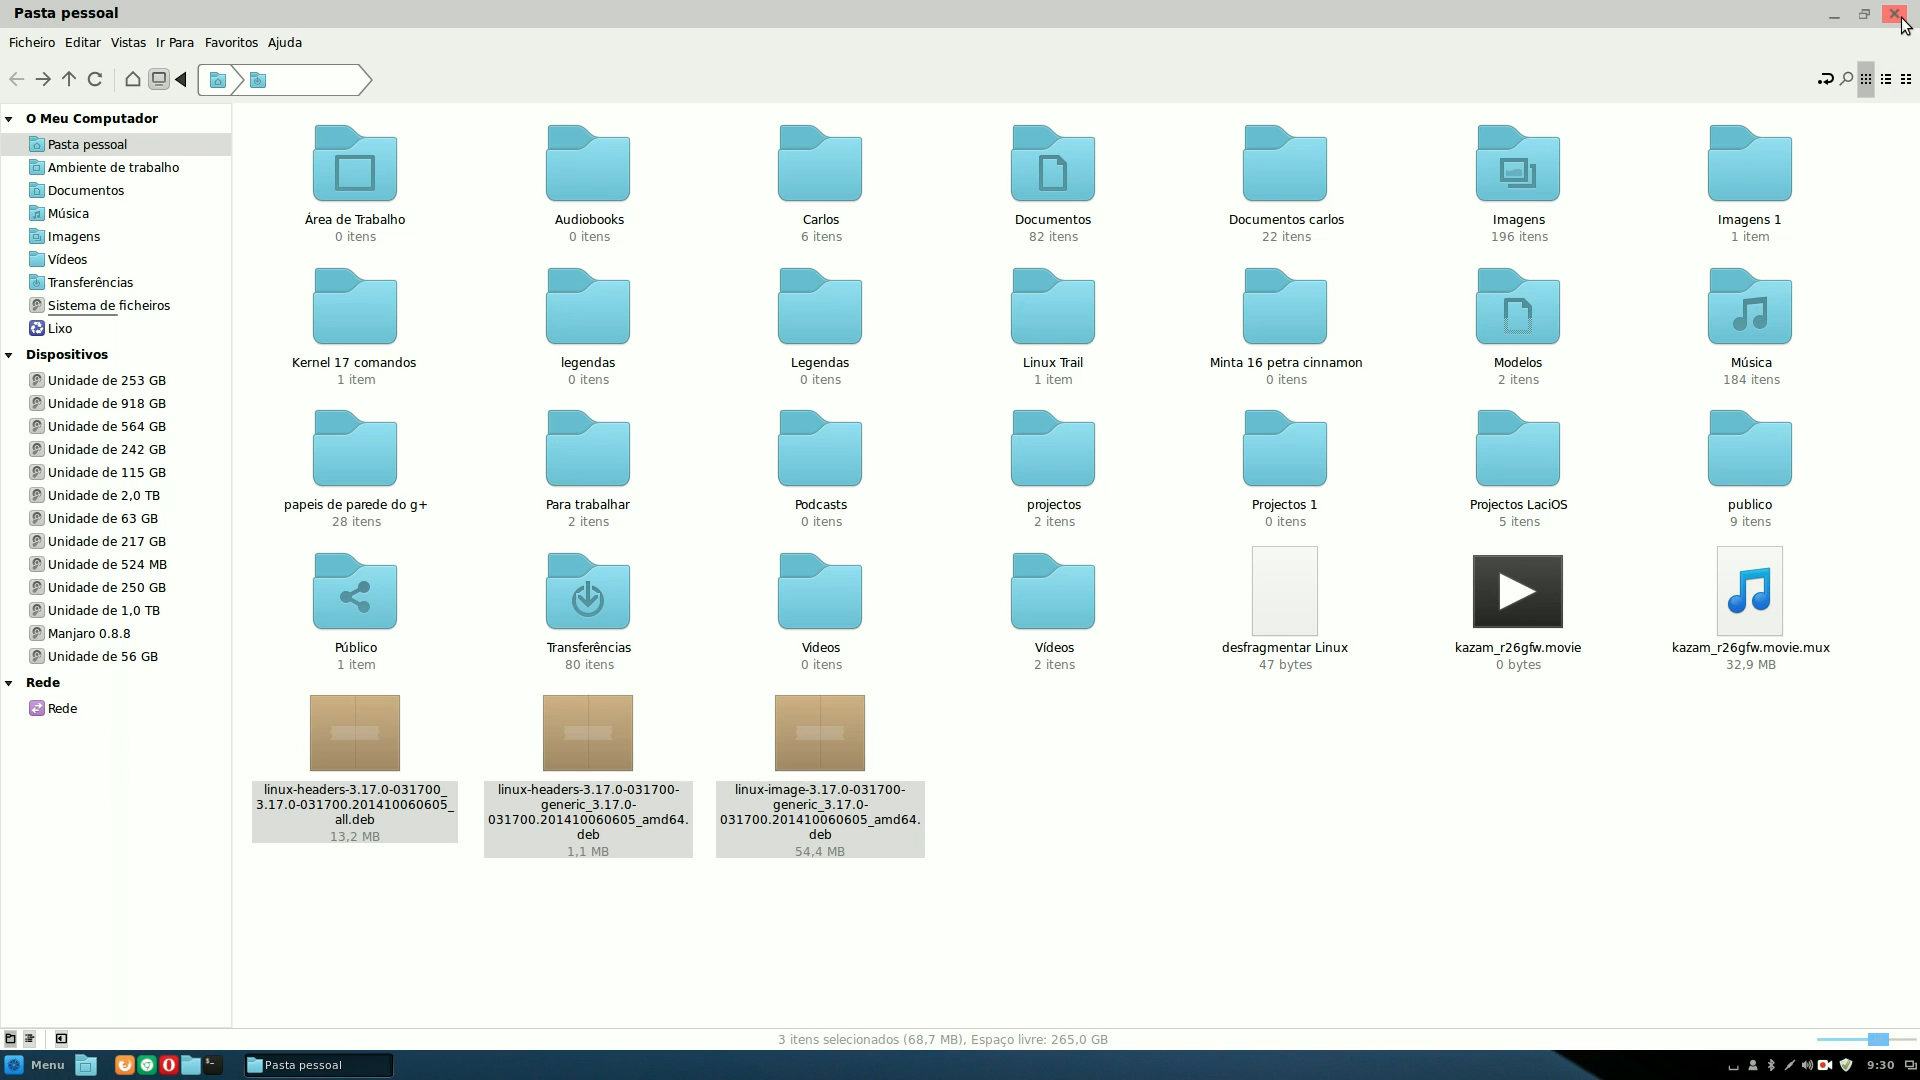 Pasta pessoal
Ficheiro Editar Vistas Ir Para Favoritos Ajuda
O Meu Computador
Pasta pessoal
Ambiente de trabalho
Documentos
Música
Imagens
Vídeos
Transferências
Sistema de ficheiros
Lixo
Dispositivos
Unidade de 253 GB
Unidade de 918 GB
Unidade de 564 GB
Unidade de 242 GB
Unidade de 115 GB
Unidade de 2,0 TB
Unidade de 63 GB
Unidade de 217 GB
Unidade de 524 MB
Unidade de 250 GB
Unidade de 1,0 TB
Manjaro 0.8.8
Unidade de 56 GB
Rede
Rede
Área de Trabalho
0 itens
Audiobooks
0 itens
Carlos
6 itens
Documentos
82 itens
Documentos carlos
22 itens
Imagens
196 itens
Imagens 1
1 item
Kernel 17 comandos
1 item
legendas
0 itens
Legendas
0 itens
Linux Trail
1 item
Minta 16 petra cinnamon
0 itens
Modelos
2 itens
Música
184 itens
papeis de parede do g+
28 itens
Para trabalhar
2 itens
Podcasts
0 itens
projectos
2 itens
Projectos 1
0 itens
Projectos LaciOS
5 itens
publico
9 itens
Público
1 item
Transferências
80 itens
Videos
0 itens
Vídeos
2 itens
desfragmentar Linux
47 bytes
kazam_r26gfw.movie
0 bytes
kazam_r26gfw.movie.mux
32,9 MB
linux-headers-3.17.0-031700_
3.17.0-031700.201410060605_
all.deb
13,2 MB
linux-headers-3.17.0-031700-
generic_3.17.0-
031700.201410060605_amd64.
deb
1,1 MB
linux-image-3.17.0-031700-
generic_3.17.0-
031700.201410060605_amd64.
deb
54,4 MB
3 itens selecionados (68,7 MB), Espaço livre: 265,0 GB
Menu
Pasta pessoal
9:30